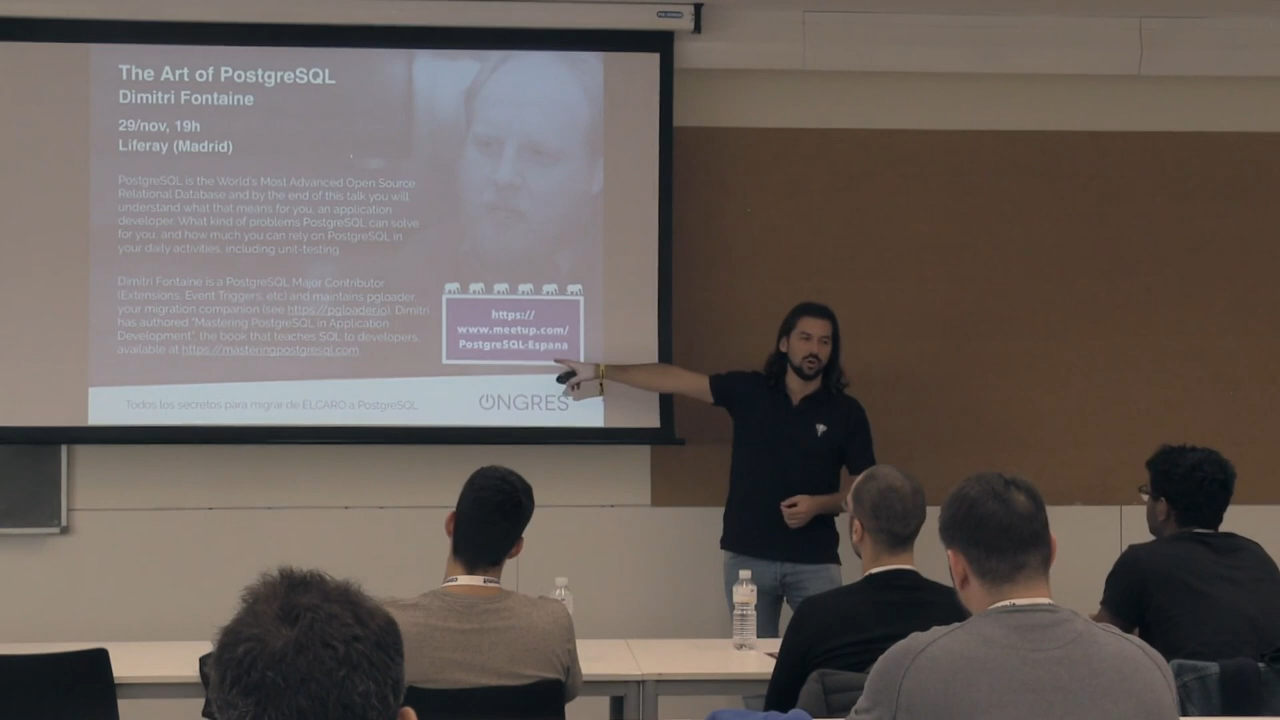 The Art of PostgreSQL
Dimitri Fontaine
29/nov, 19h
Liferay (Madrid)
PostgreSQL is the World's Most Advanced Open Source
Relational Database and by the end of this talk you will
understand what that means for you, an application
developer. What kind of problems PostgreSQL can solve
for you, and how much you can rely on PostgreSQL in
your daily activities, including unit-testing.
Dimitri Fontaine is a PostgreSQL Major Contributor
(Extensions, Event Triggers, etc) and maintains pgloader,
your migration companion (see https://pgloader.io). Dimitri
has authored "Mastering PostgreSQL in Application
Development", the book that teaches SQL to developers,
available at https://masteringpostgresql.com.
https://
www.meetup.com/
PostgreSQL-Espana
Todos los secretos para migrar de ELCARO a PostgreSQL
ONGRES